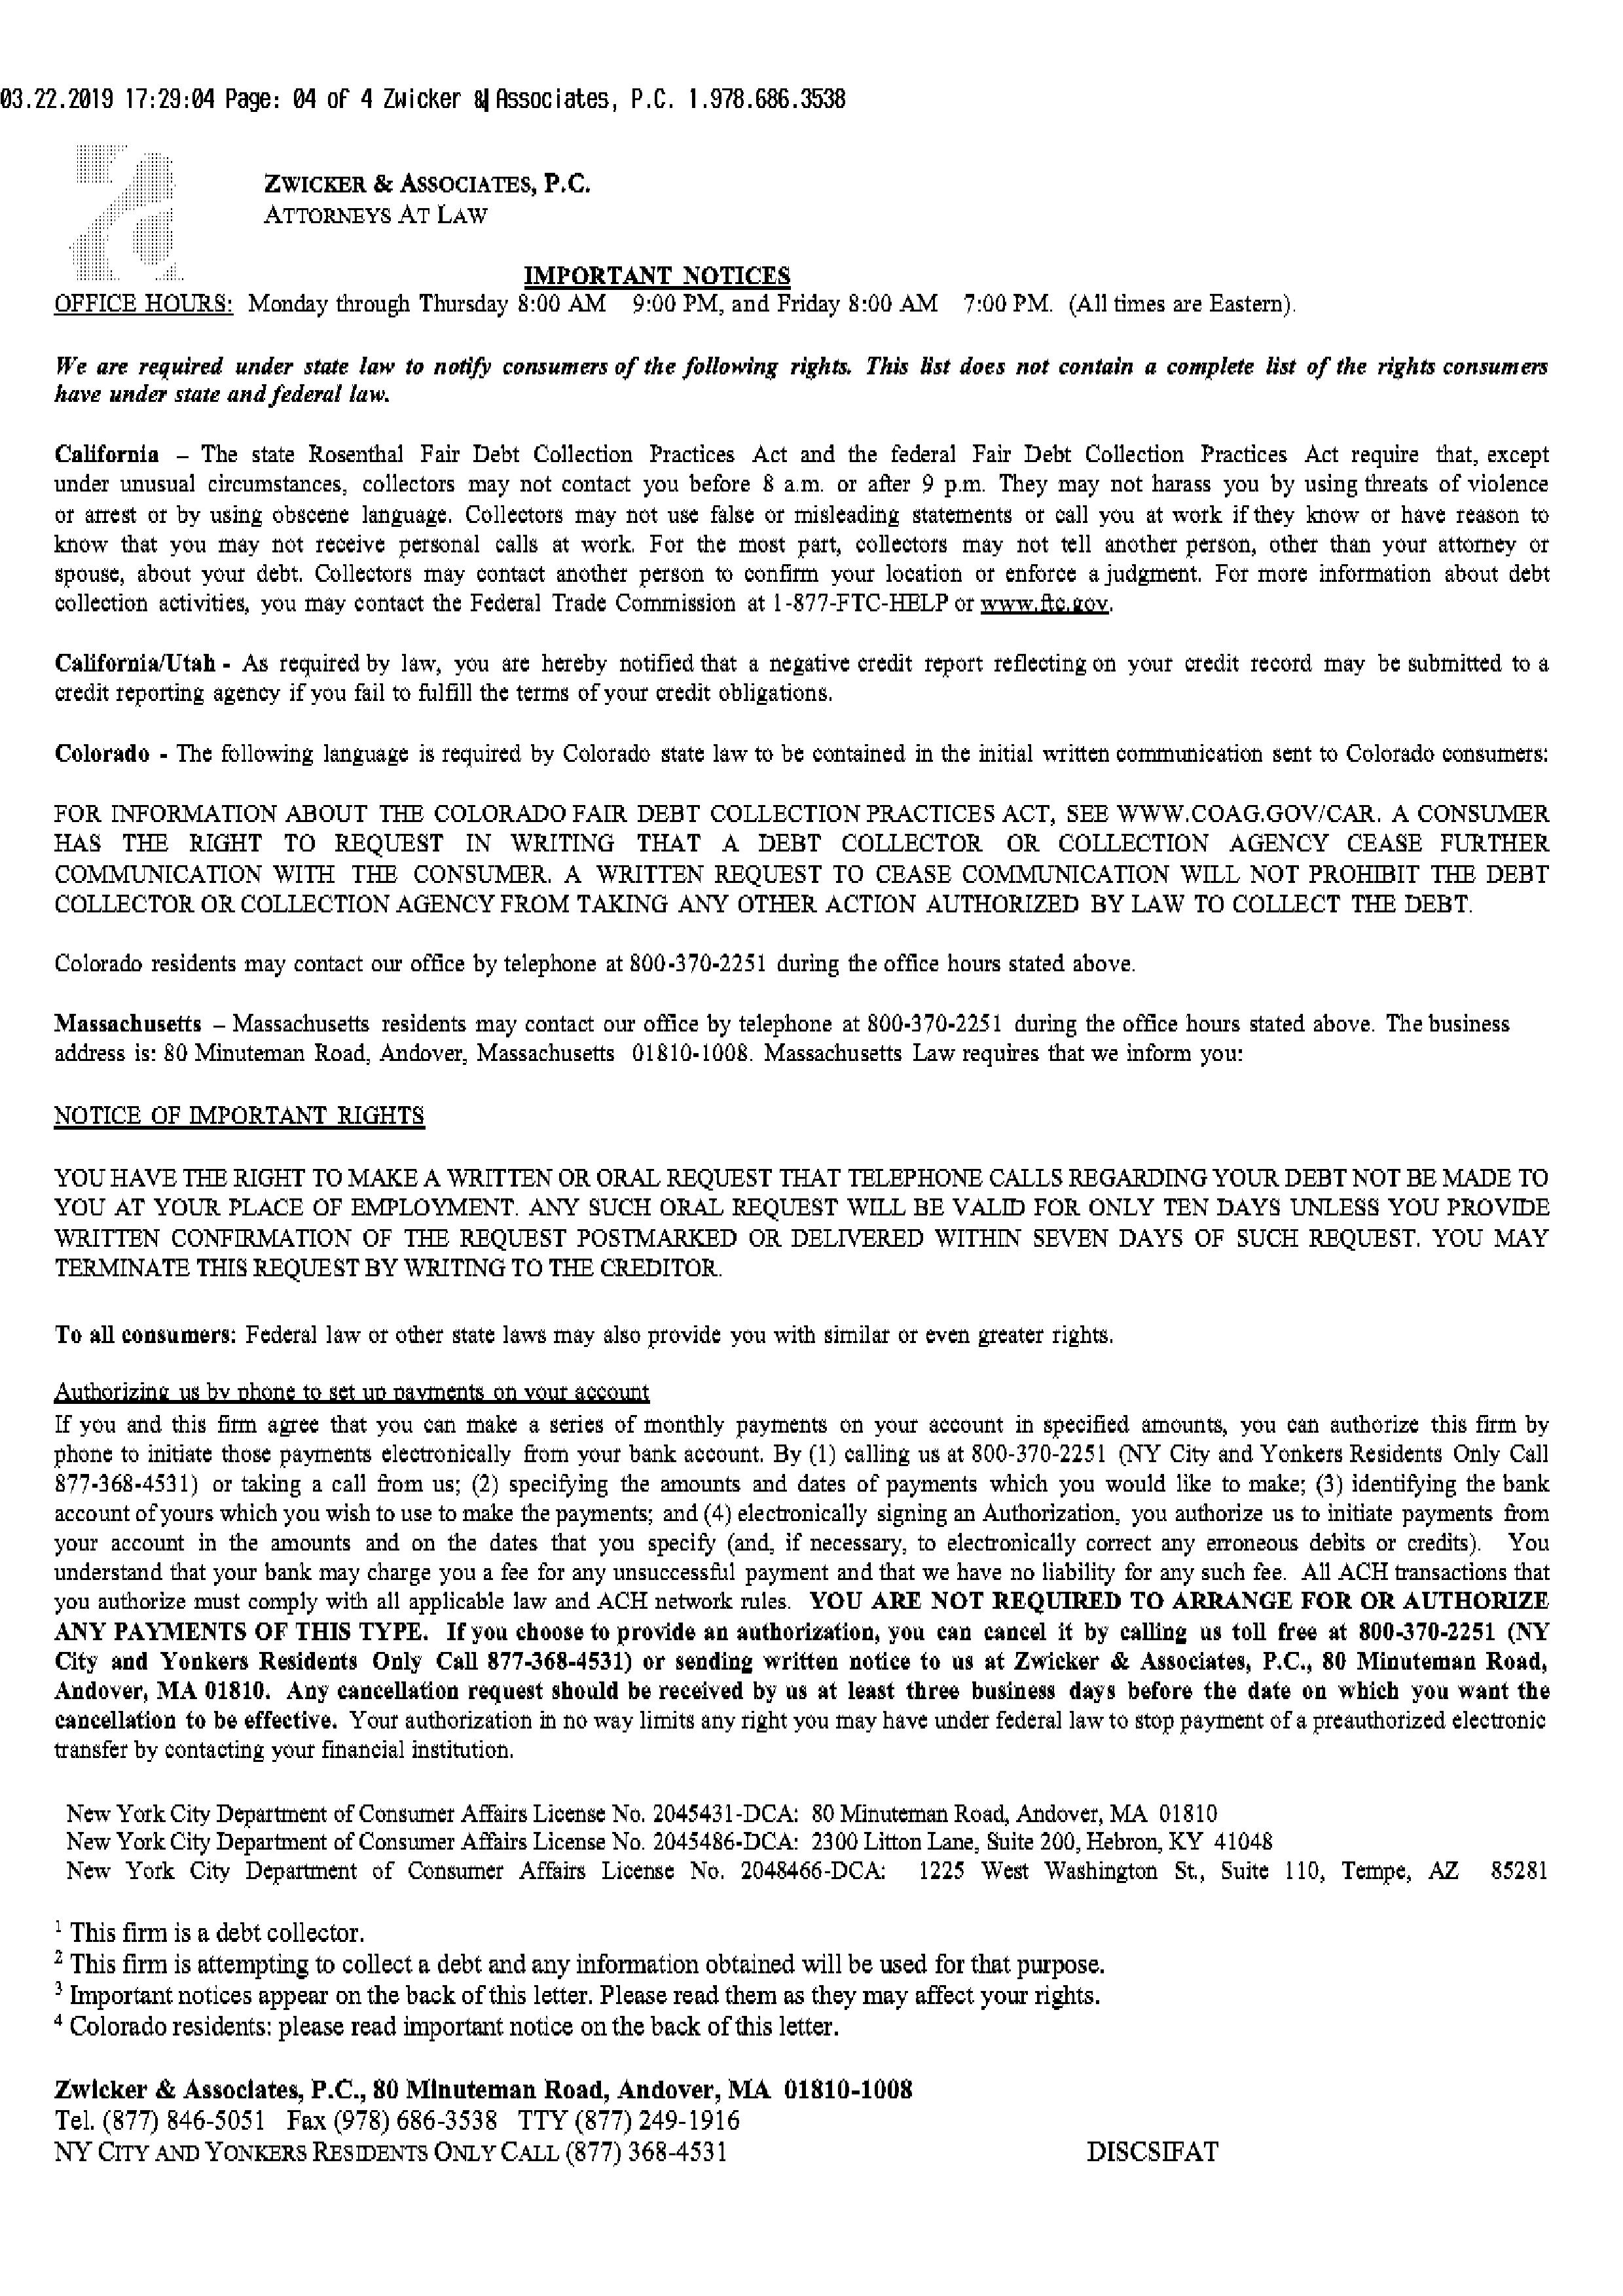 03.22.2019 17:29:04 Page: 04 of 4 Zwicker & Associates, P.C. 1.978.686.3538
ZWICKER & ASSOCIATES, P.C.
ATTORNEYS AT LAW
IMPORTANT NOTICES
OFFICE HOURS: Monday through Thursday 8:00 AM 9:00 PM, and Friday 8:00 AM 7:00 PM. (All times are Eastern).
We are required under state law to notify consumers of the following rights. This list does not contain a complete list of the rights consumers
have under state and federal law.
California – The state Rosenthal Fair Debt Collection Practices Act and the federal Fair Debt Collection Practices Act require that, except
under unusual circumstances, collectors may not contact you before 8 a.m. or after 9 p.m. They may not harass you by using threats of violence
or arrest or by using obscene language. Collectors may not use false or misleading statements or call you at work if they know or have reason to
know that you may not receive personal calls at work. For the most part, collectors may not tell another person, other than your attorney or
spouse, about your debt. Collectors may contact another person to confirm your location or enforce a judgment. For more information about debt
collection activities, you may contact the Federal Trade Commission at 1-877-FTC-HELP or www.ftc.gov.
California/Utah - As required by law, you are hereby notified that a negative credit report reflecting on your credit record may be submitted to a
credit reporting agency if you fail to fulfill the terms of your credit obligations.
Colorado - The following language is required by Colorado state law to be contained in the initial written communication sent to Colorado consumers:
FOR INFORMATION ABOUT THE COLORADO FAIR DEBT COLLECTION PRACTICES ACT, SEE WWW.COAG.GOV/CAR. A CONSUMER
HAS THE RIGHT TO REQUEST IN WRITING THAT A DEBT COLLECTOR OR COLLECTION AGENCY CEASE FURTHER
COMMUNICATION WITH THE CONSUMER. A WRITTEN REQUEST TO CEASE COMMUNICATION WILL NOT PROHIBIT THE DEBT
COLLECTOR OR COLLECTION AGENCY FROM TAKING ANY OTHER ACTION AUTHORIZED BY LAW TO COLLECT THE DEBT.
Colorado residents may contact our office by telephone at 800-370-2251 during the office hours stated above.
Massachusetts – Massachusetts residents may contact our office by telephone at 800-370-2251 during the office hours stated above. The business
address is: 80 Minuteman Road, Andover, Massachusetts 01810-1008. Massachusetts Law requires that we inform you:
NOTICE OF IMPORTANT RIGHTS
YOU HAVE THE RIGHT TO MAKE A WRITTEN OR ORAL REQUEST THAT TELEPHONE CALLS REGARDING YOUR DEBT NOT BE MADE TO
YOU AT YOUR PLACE OF EMPLOYMENT. ANY SUCH ORAL REQUEST WILL BE VALID FOR ONLY TEN DAYS UNLESS YOU PROVIDE
WRITTEN CONFIRMATION OF THE REQUEST POSTMARKED OR DELIVERED WITHIN SEVEN DAYS OF SUCH REQUEST. YOU MAY
TERMINATE THIS REQUEST BY WRITING TO THE CREDITOR.
To all consumers: Federal law or other state laws may also provide you with similar or even greater rights.
Authorizing us by phone to set up payments on your account
If you and this firm agree that you can make a series of monthly payments on your account in specified amounts, you can authorize this firm by
phone to initiate those payments electronically from your bank account. By (1) calling us at 800-370-2251 (NY City and Yonkers Residents Only Call
877-368-4531) or taking a call from us; (2) specifying the amounts and dates of payments which you would like to make; (3) identifying the bank
account of yours which you wish to use to make the payments; and (4) electronically signing an Authorization, you authorize us to initiate payments from
your account in the amounts and on the dates that you specify (and, if necessary, to electronically correct any erroneous debits or credits). You
understand that your bank may charge you a fee for any unsuccessful payment and that we have no liability for any such fee. All ACH transactions that
you authorize must comply with all applicable law and ACH network rules. YOU ARE NOT REQUIRED TO ARRANGE FOR OR AUTHORIZE
ANY PAYMENTS OF THIS TYPE. If you choose to provide an authorization, you can cancel it by calling us toll free at 800-370-2251 (NY
City and Yonkers Residents Only Call 877-368-4531) or sending written notice to us at Zwicker & Associates, P.C., 80 Minuteman Road,
Andover, MA 01810. Any cancellation request should be received by us at least three business days before the date on which you want the
cancellation to be effective. Your authorization in no way limits any right you may have under federal law to stop payment of a preauthorized electronic
transfer by contacting your financial institution.
New York City Department of Consumer Affairs License No. 2045431-DCA: 80 Minuteman Road, Andover, MA 01810
New York City Department of Consumer Affairs License No. 2045486-DCA: 2300 Litton Lane, Suite 200, Hebron, KY 41048
New York City Department of Consumer Affairs License No. 2048466-DCA: 1225 West Washington St., Suite 110, Tempe, AZ 85281
1 This firm is a debt collector.
2 This firm is attempting to collect a debt and any information obtained will be used for that purpose.
3 Important notices appear on the back of this letter. Please read them as they may affect your rights.
4 Colorado residents: please read important notice on the back of this letter.
Zwicker & Associates, P.C., 80 Minuteman Road, Andover, MA 01810-1008
Tel. (877) 846-5051 Fax (978) 686-3538 TTY (877) 249-1916
NY CITY AND YONKERS RESIDENTS ONLY CALL (877) 368-4531 DISCSIFAT